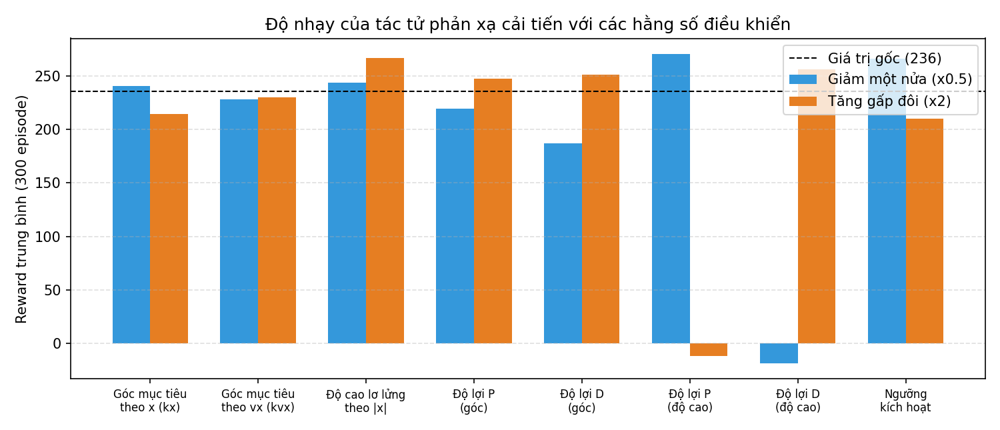 Độ nhạy của tác tử phản xạ cải tiến với các hằng số điều khiển
Giá trị gốc (236)
Giảm một nửa (x0.5)
Tăng gấp đôi (x2)
Reward trung bình (300 episode)
250
200
150
100
50
0
Góc mục tiêu
theo x (kx)
Góc mục tiêu
theo vx (kvx)
Độ cao lơ lửng
theo |x|
Độ lợi P
(góc)
Độ lợi D
(góc)
Độ lợi P
(độ cao)
Độ lợi D
(độ cao)
Ngưỡng
kích hoạt